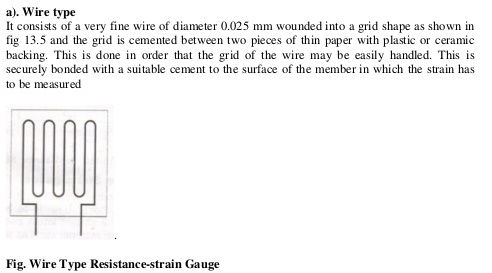 a). Wire type
It consists of a very fine wire of diameter 0.025 mm wounded into a grid shape as shown in
fig 13.5 and the grid is cemented between two pieces of thin paper with plastic or ceramic
backing. This is done in order that the grid of the wire may be easily handled. This is
securely bonded with a suitable cement to the surface of the member in which the strain has
to be measured
Fig. Wire Type Resistance-strain Gauge